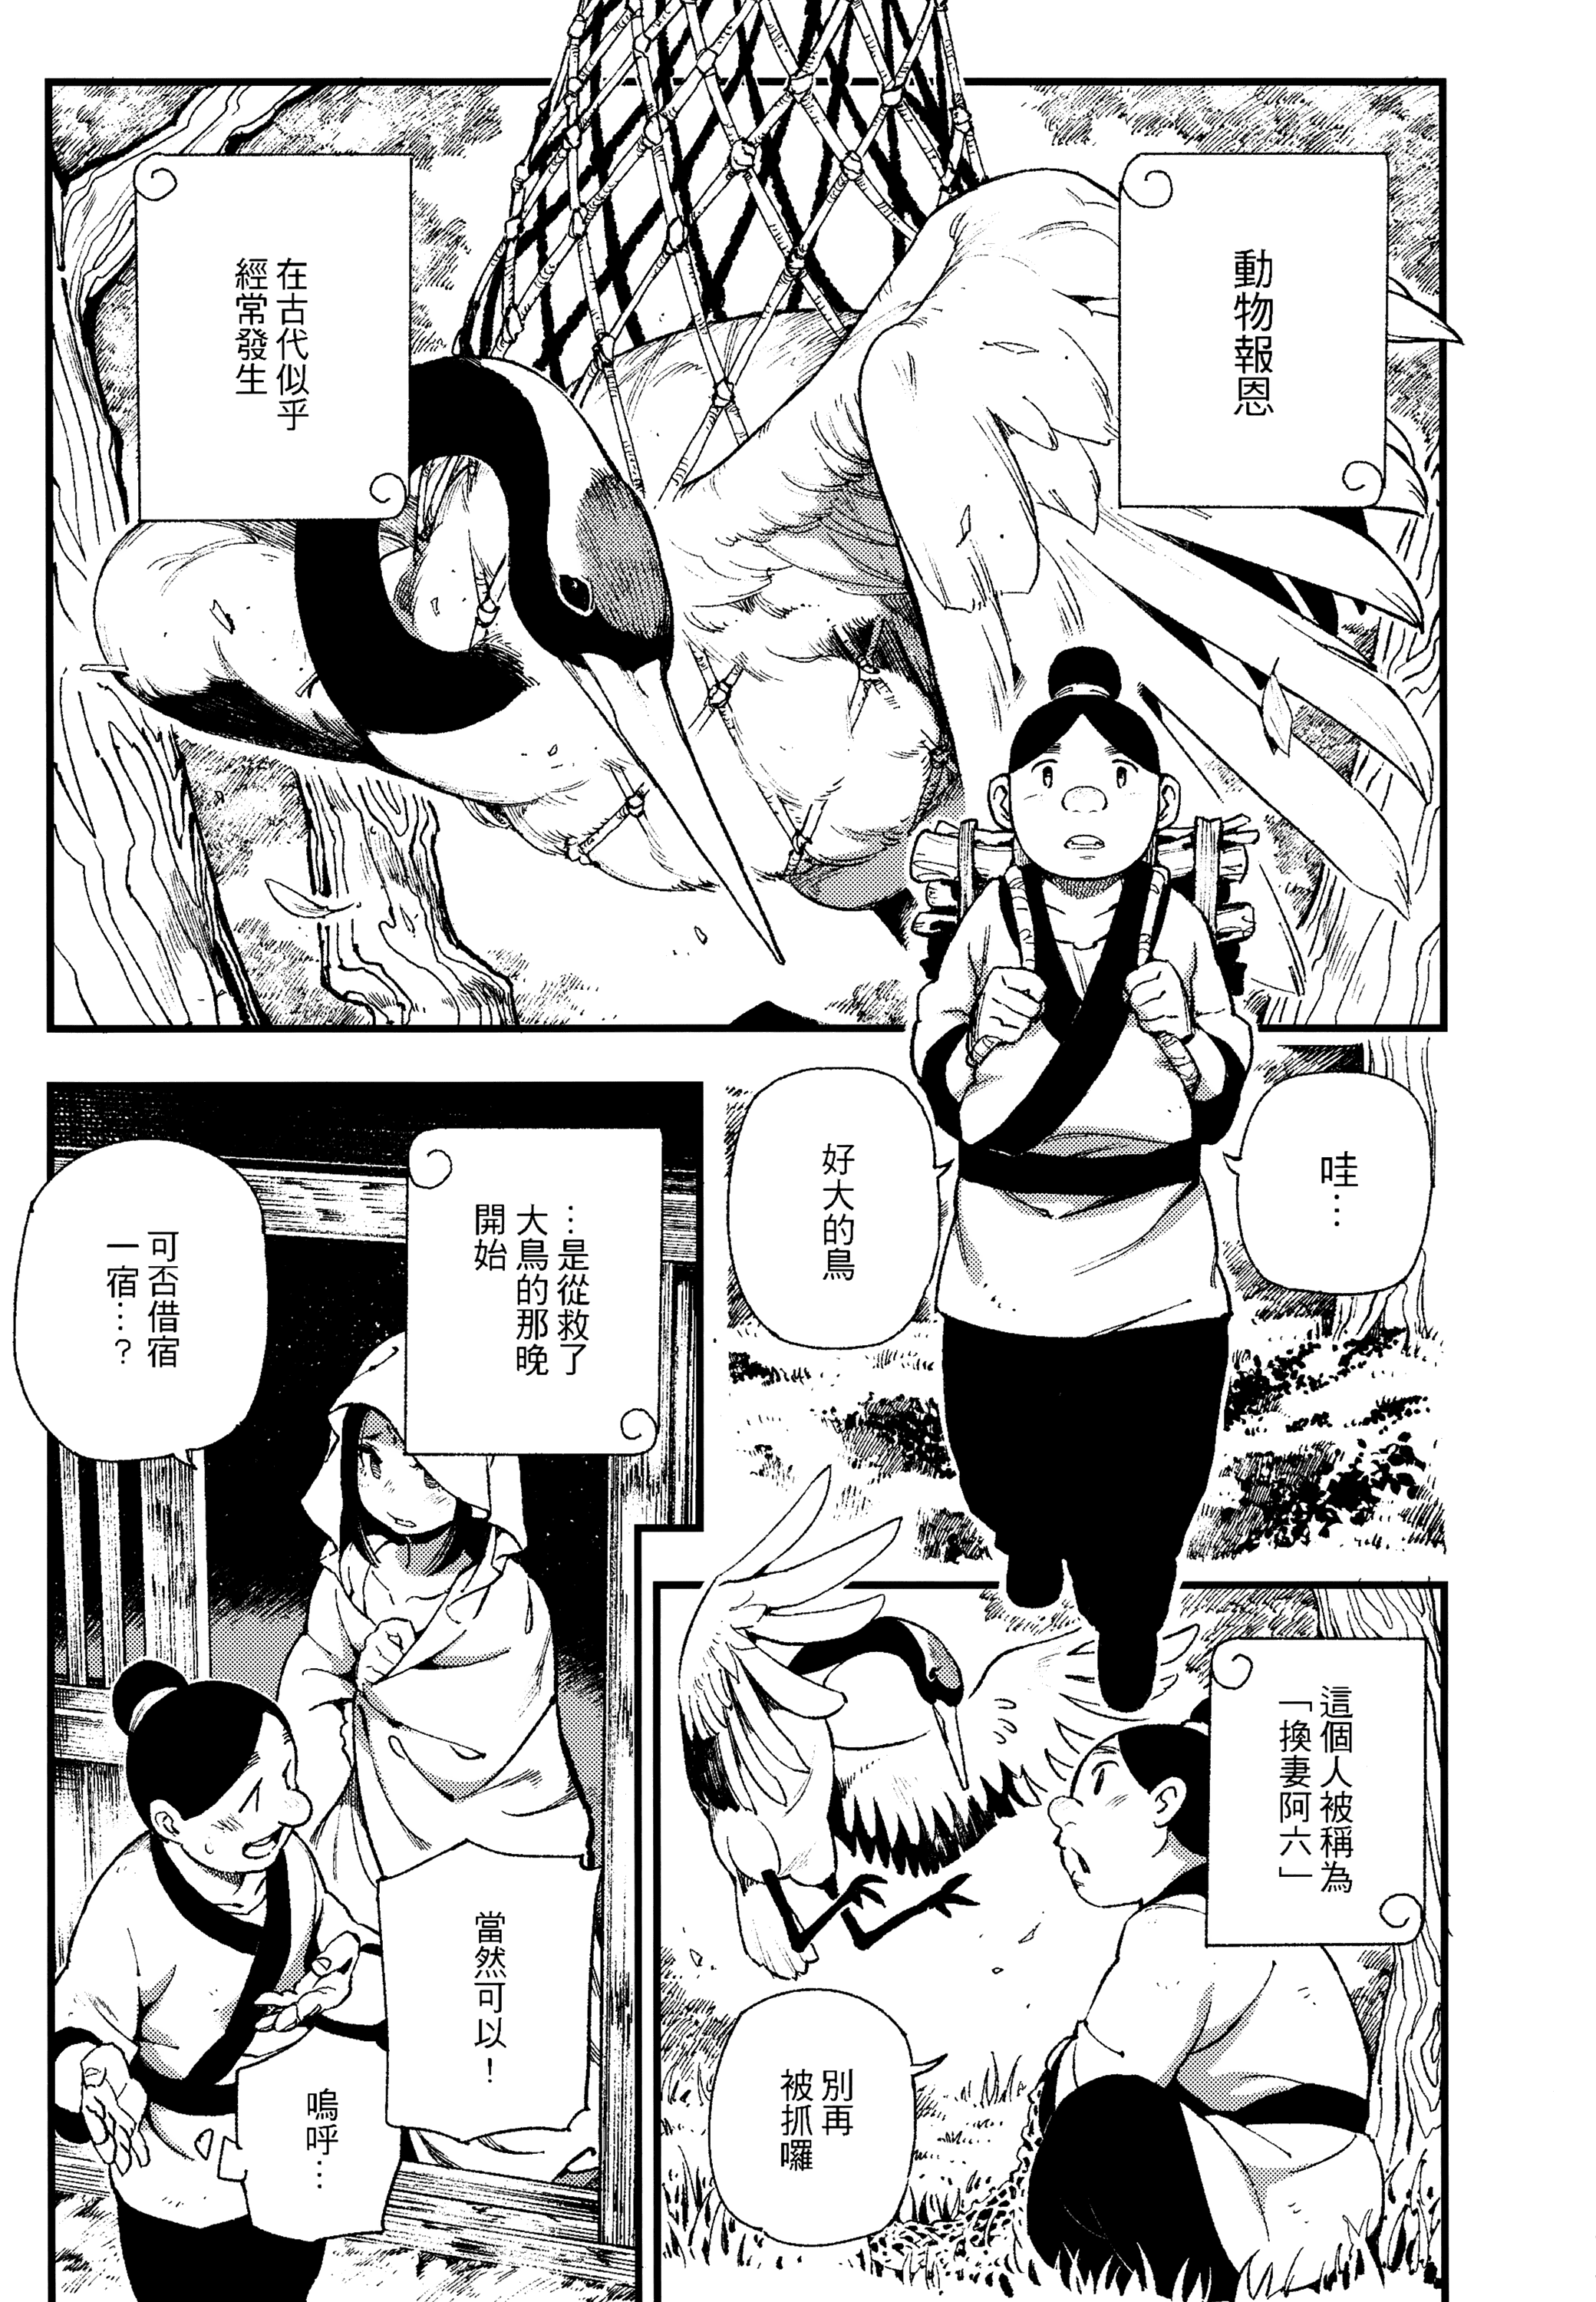 動物報恩
在古代似乎
經常發生
哇…
好大的鳥
這個人被稱為
「換妻阿六」
別再
被抓囉
…是從救了
大鳥的那晚
開始
可否借宿
一宿…？
當然可以！
嗚呼…